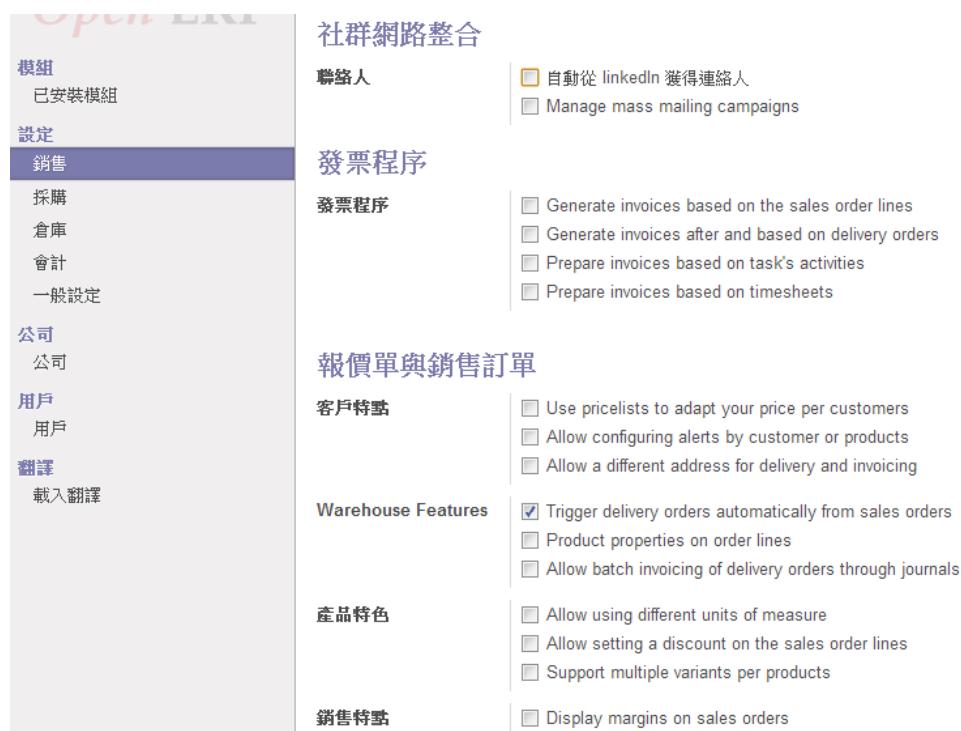 Open ERP
模組
已安裝模組
設定
銷售
採購
倉庫
會計
一般設定
公司
公司
用戶
用戶
翻譯
載入翻譯
社群網路整合
聯絡人
自動從 linkedIn 獲得連絡人
Manage mass mailing campaigns
發票程序
發票程序
Generate invoices based on the sales order lines
Generate invoices after and based on delivery orders
Prepare invoices based on task's activities
Prepare invoices based on timesheets
報價單與銷售訂單
客戶特點
Use pricelists to adapt your price per customers
Allow configuring alerts by customer or products
Allow a different address for delivery and invoicing
Warehouse Features
Trigger delivery orders automatically from sales orders
Product properties on order lines
Allow batch invoicing of delivery orders through journals
產品特色
Allow using different units of measure
Allow setting a discount on the sales order lines
Support multiple variants per products
銷售特點
Display margins on sales orders